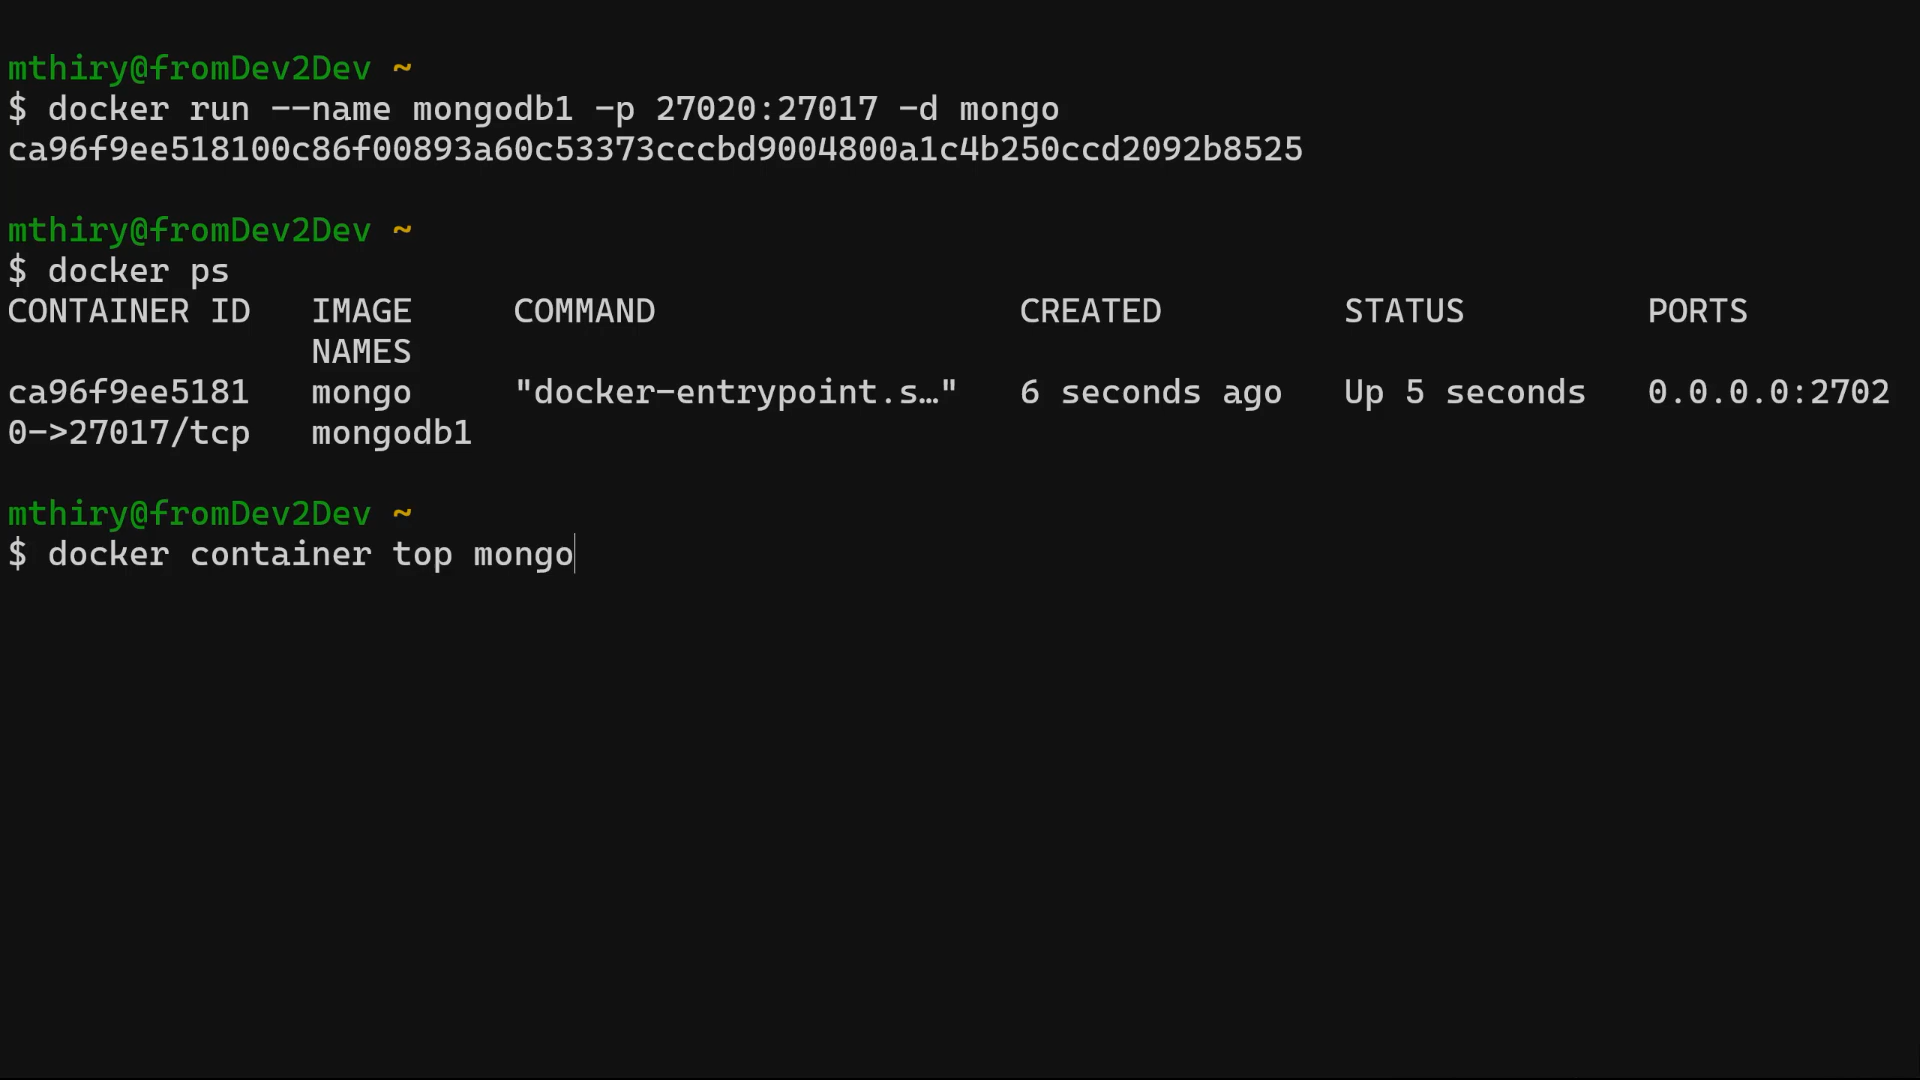 mthiry@fromDev2Dev ~
$ docker run --name mongodb1 -p 27020:27017 -d mongo
ca96f9ee518100c86f00893a60c53373cccbd9004800a1c4b250ccd2092b8525
mthiry@fromDev2Dev ~
$ docker ps
CONTAINER ID   IMAGE     COMMAND                  CREATED         STATUS         PORTS
               NAMES
ca96f9ee5181   mongo     "docker-entrypoint.s…"   6 seconds ago   Up 5 seconds   0.0.0.0:2702
0->27017/tcp   mongodb1
mthiry@fromDev2Dev ~
$ docker container top mongo